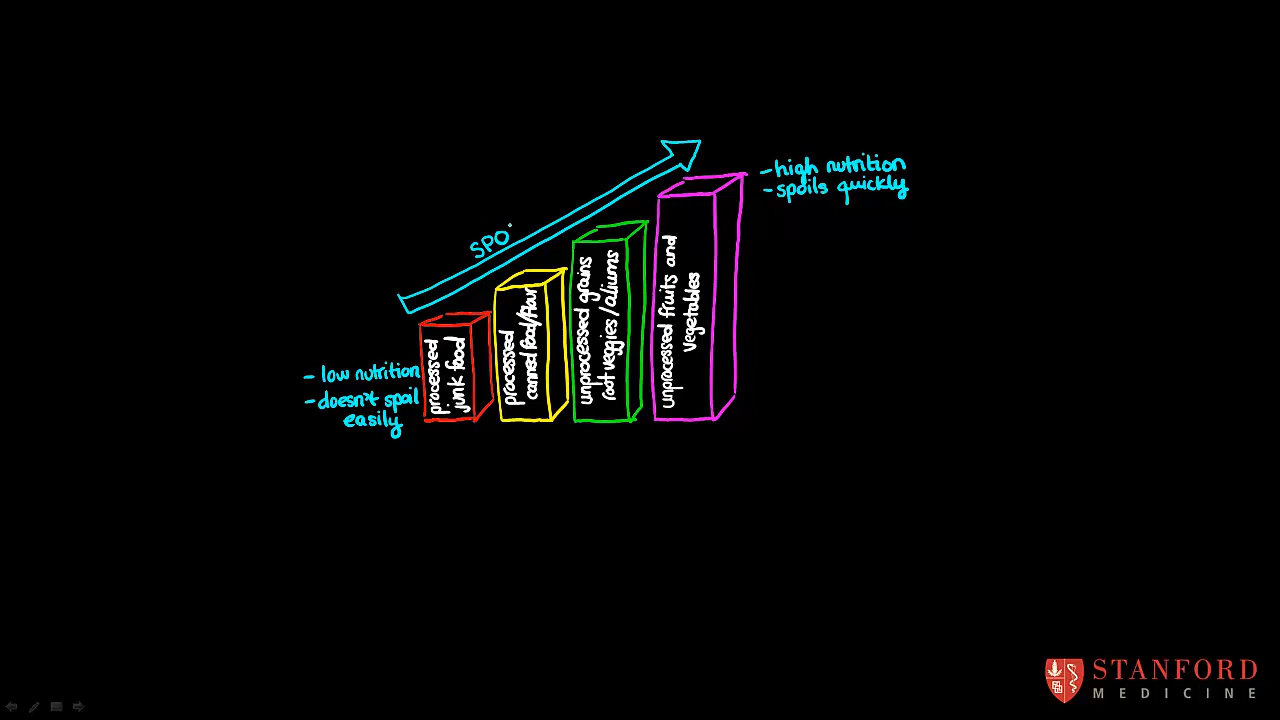 - high nutrition
- spoils quickly
SPO
- low nutrition
- doesn't spoil
easily
processed
junk food
processed
canned food/flour
unprocessed grains
root veggies/aliums
unprocessed fruits and
vegetables
STANFORD
MEDICINE